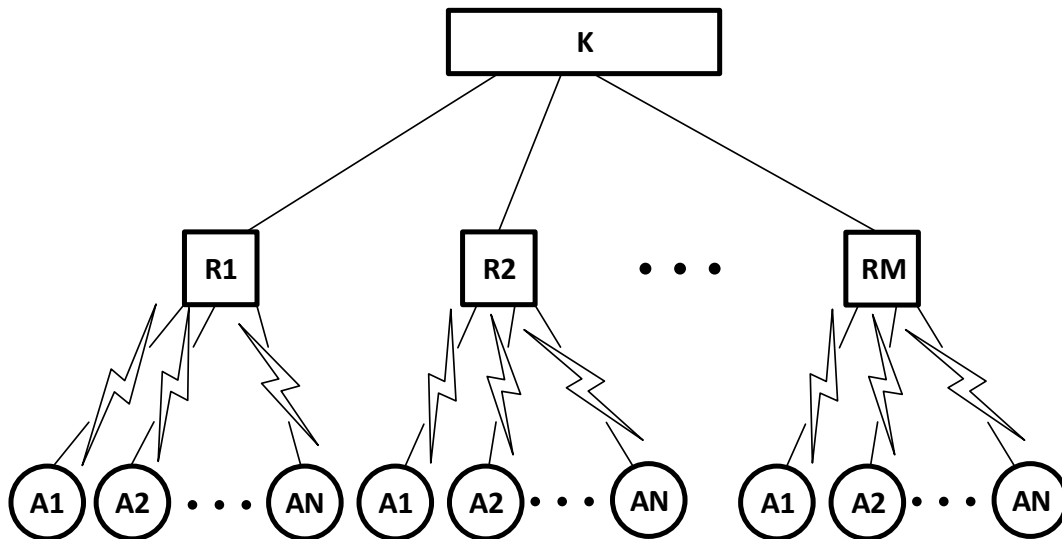 K
R1 R2 • • • RM
A1 A2 • • • AN A1 A2 • • • AN A1 A2 • • • AN